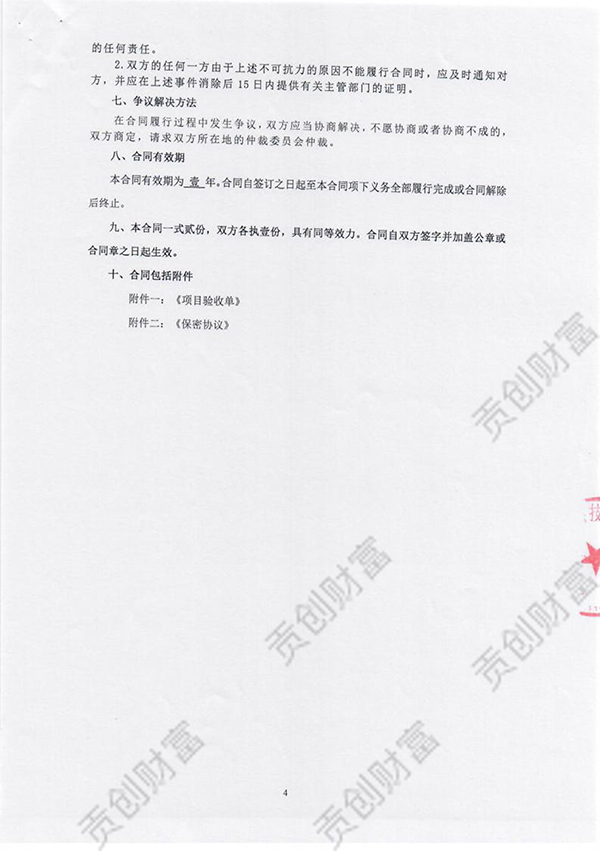 的任何责任。
2.双方的任何一方由于上述不可抗力的原因不能履行合同时，应及时通知对
方，并应在上述事件消除后 15 日内提供有关主管部门的证明。
七、争议解决方法
在合同履行过程中发生争议，双方应当协商解决，不愿协商或者协商不成的，
双方商定，请求双方所在地的仲裁委员会仲裁。
八、合同有效期
本合同有效期为 壹 年。合同自签订之日起至本合同项下义务全部履行完成或合同解除
后终止。
九、本合同一式贰份，双方各执壹份，具有同等效力。合同自双方签字并加盖公章或
合同章之日起生效。
十、合同包括附件
附件一：《项目验收单》
附件二：《保密协议》
贡创财富
技
贡创财富
贡创财富
贡创财富
贡创财富
4